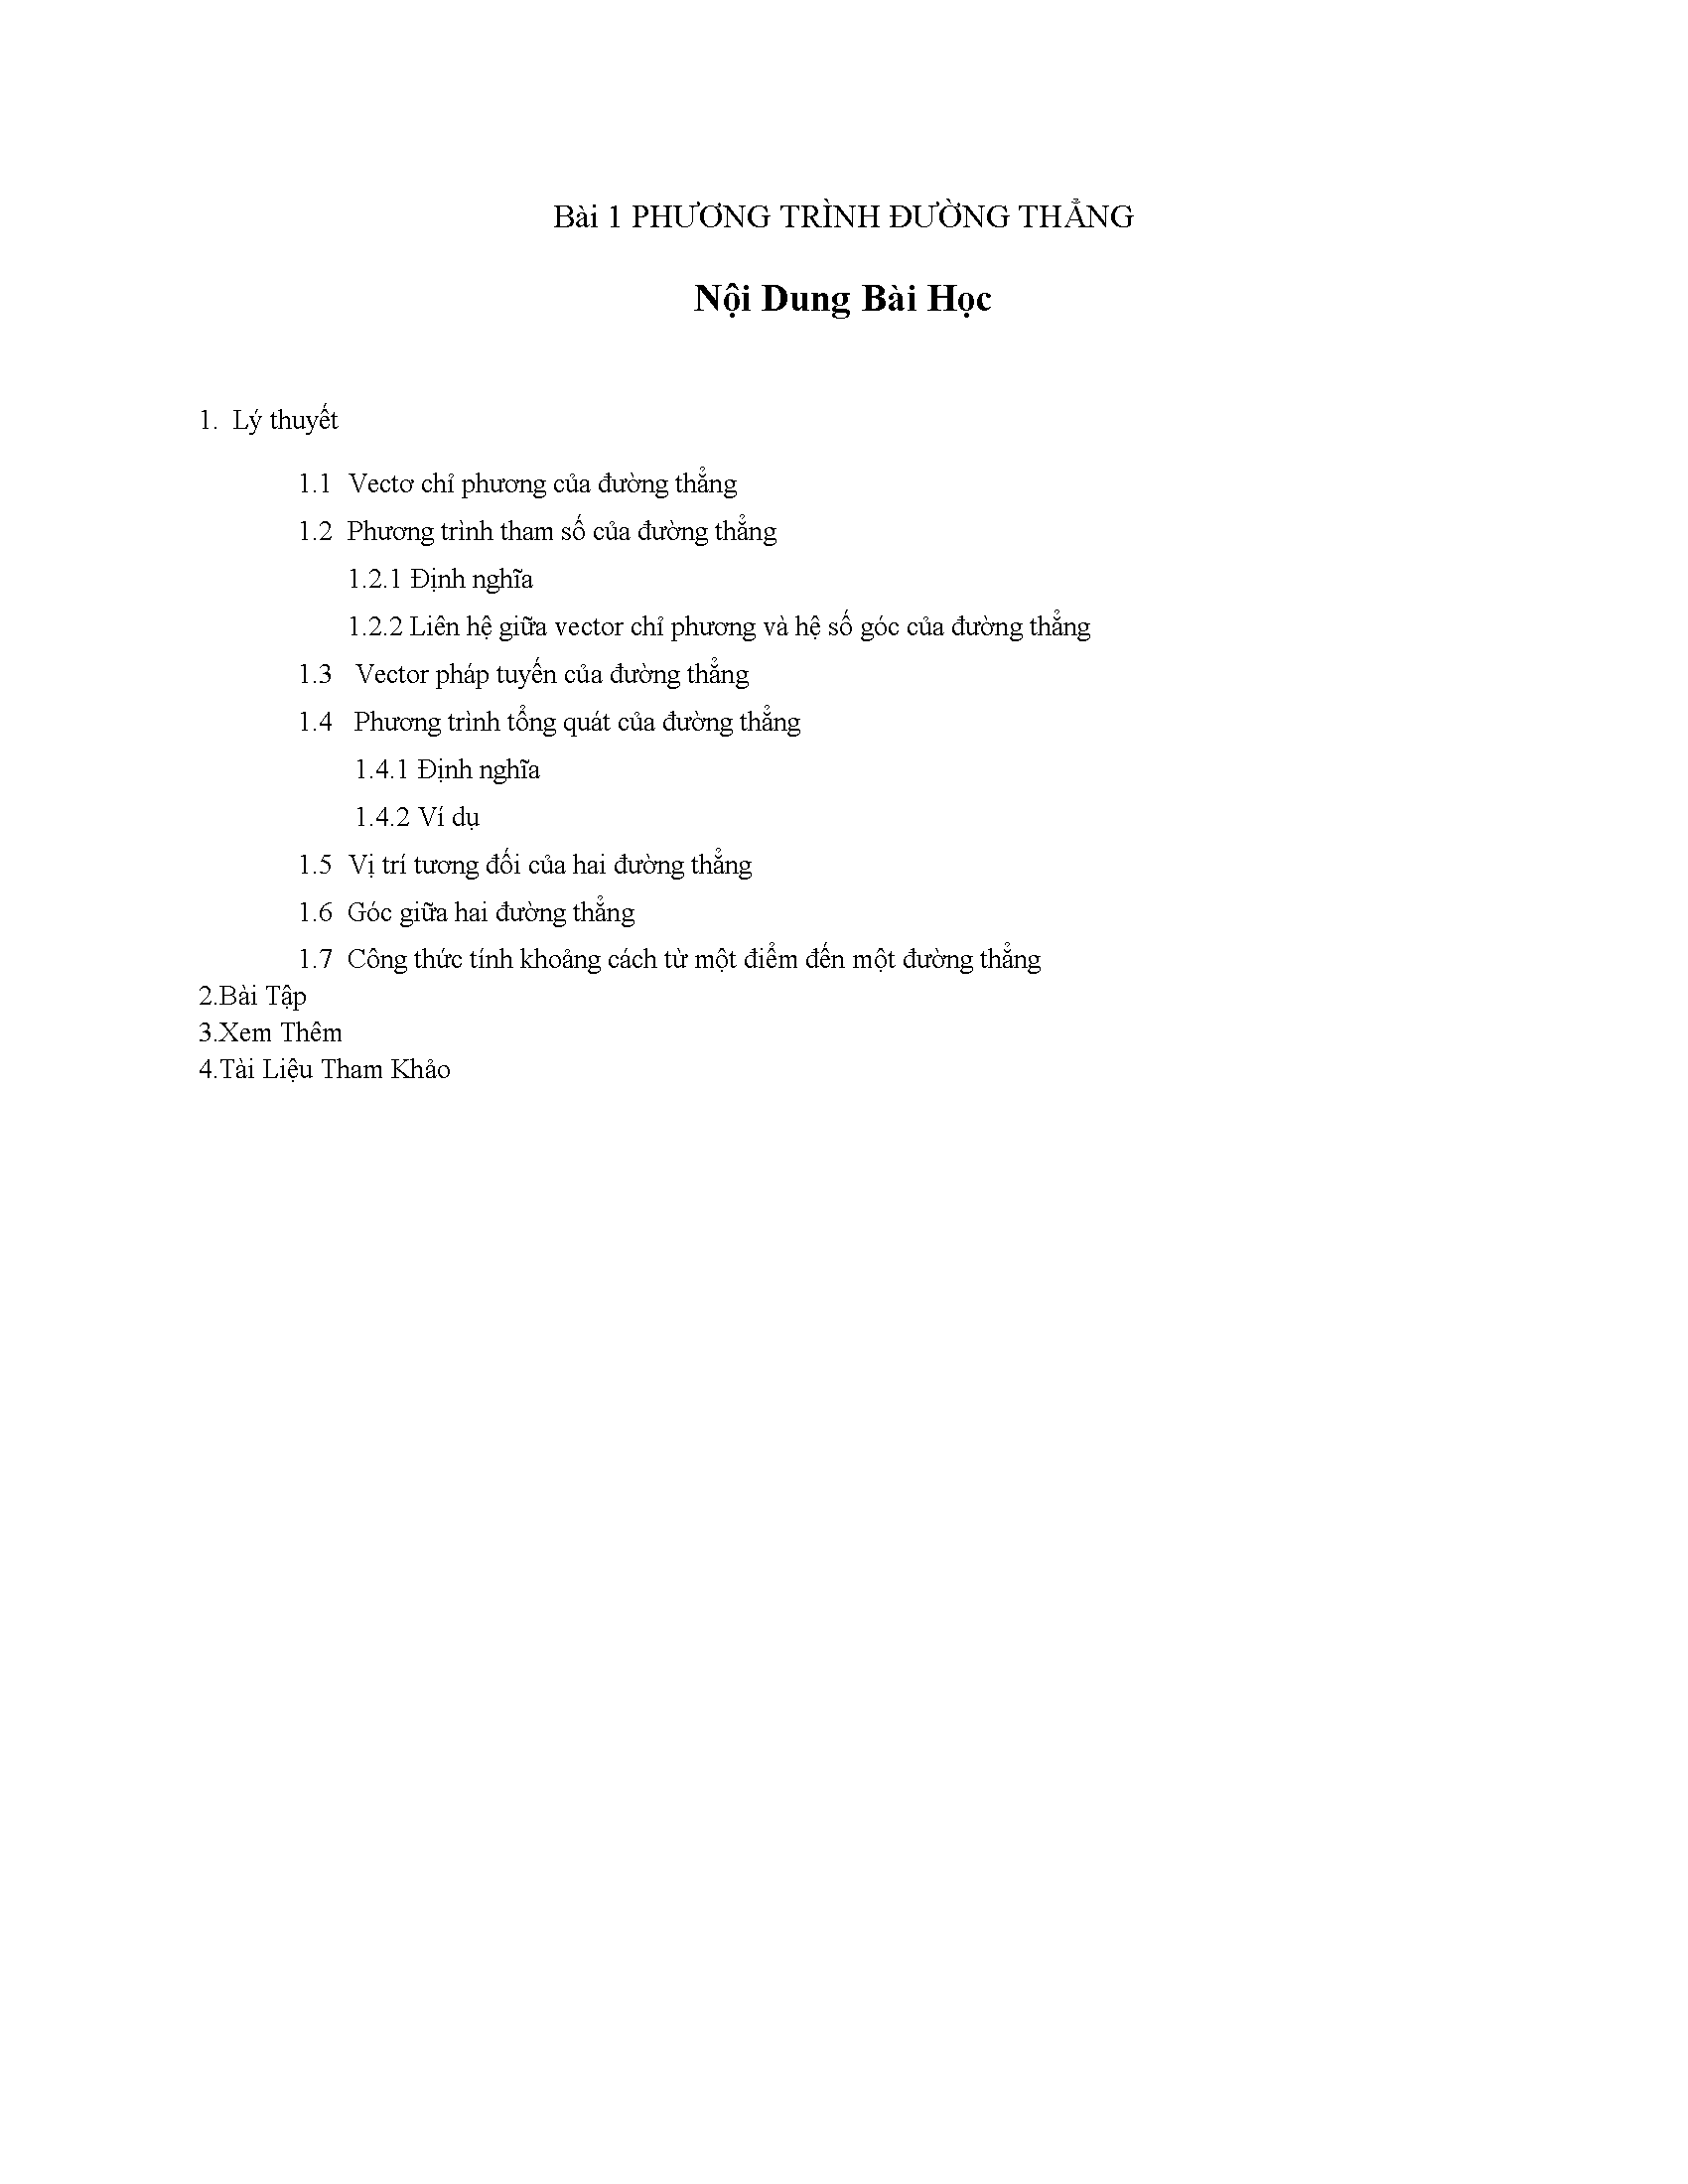 Bài 1 PHƯƠNG TRÌNH ĐƯỜNG THẲNG
Nội Dung Bài Học
1. Lý thuyết
1.1 Vectơ chỉ phương của đường thẳng
1.2 Phương trình tham số của đường thẳng
1.2.1 Định nghĩa
1.2.2 Liên hệ giữa vector chỉ phương và hệ số góc của đường thẳng
1.3 Vector pháp tuyến của đường thẳng
1.4 Phương trình tổng quát của đường thẳng
1.4.1 Định nghĩa
1.4.2 Ví dụ
1.5 Vị trí tương đối của hai đường thẳng
1.6 Góc giữa hai đường thẳng
1.7 Công thức tính khoảng cách từ một điểm đến một đường thẳng
2.Bài Tập
3.Xem Thêm
4.Tài Liệu Tham Khảo